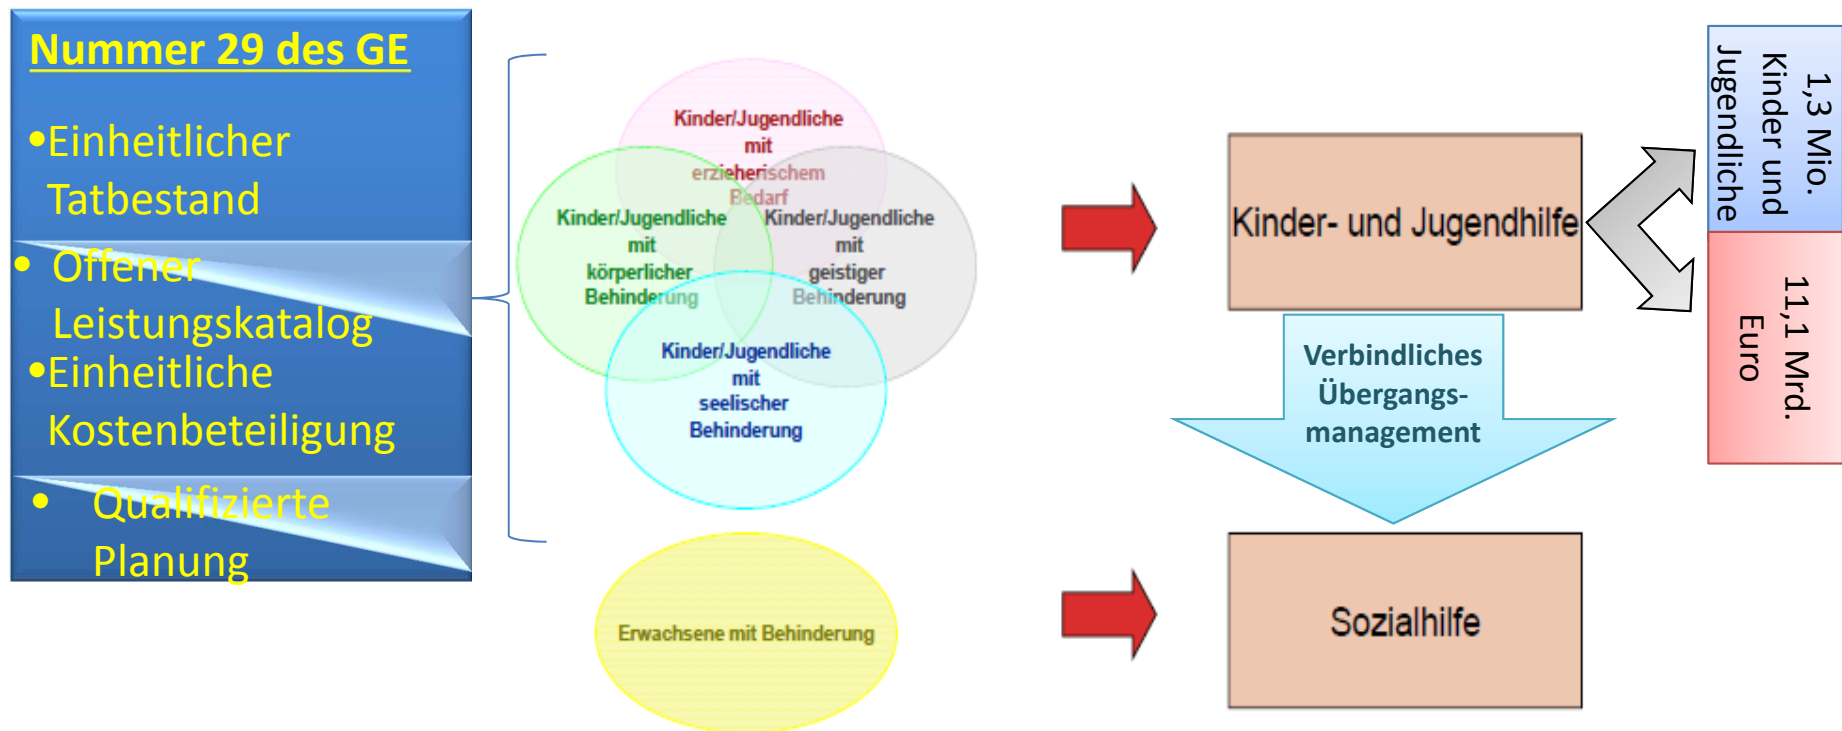 Nummer 29 des GE
•Einheitlicher
Tatbestand
• Offener
Leistungskatalog
•Einheitliche
Kostenbeteiligung
• Qualifizierte
Planung
Kinder/Jugendliche
mit
erzieherischem
Bedarf
Kinder/Jugendliche
mit
körperlicher
Behinderung
Kinder/Jugendliche
mit
geistiger
Behinderung
Kinder/Jugendliche
mit
seelischer
Behinderung
Erwachsene mit Behinderung
Kinder- und Jugendhilfe
Verbindliches
Übergangs-
management
Sozialhilfe
1,3 Mio.
Kinder und
Jugendliche
11,1 Mrd.
Euro